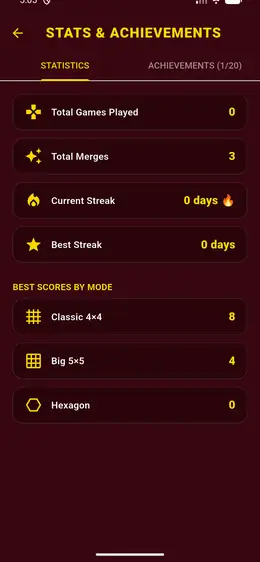 ← STATS & ACHIEVEMENTS
STATISTICS ACHIEVEMENTS (1/20)
Total Games Played 0
Total Merges 3
Current Streak 0 days 🔥
Best Streak 0 days
BEST SCORES BY MODE
Classic 4×4 8
Big 5×5 4
Hexagon 0